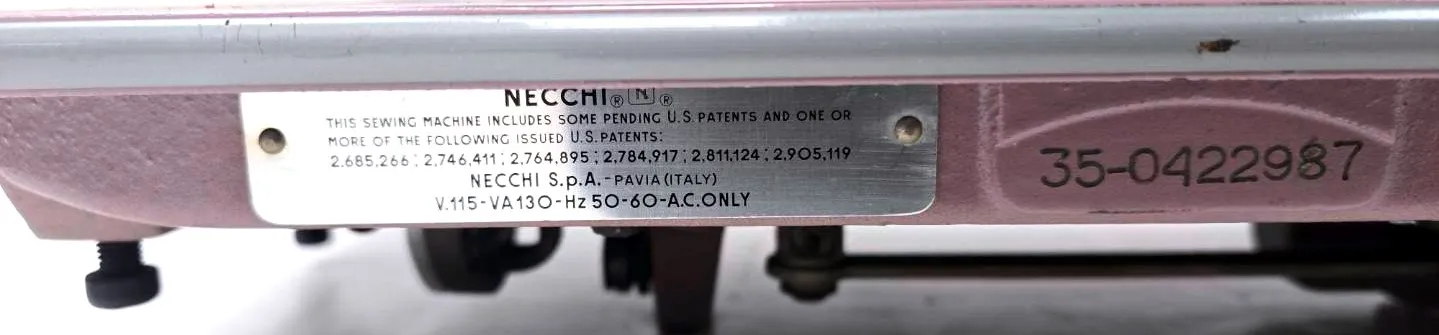 NECCHI® N ®
THIS SEWING MACHINE INCLUDES SOME PENDING U.S. PATENTS AND ONE OR
MORE OF THE FOLLOWING ISSUED U.S. PATENTS:
2,685,266; 2,746,411; 2,764,895; 2,784,917; 2,811,124; 2,905,119
NECCHI S.p.A. - PAVIA (ITALY)
V.115-VA130-Hz 50-60-A.C. ONLY
35-0422987